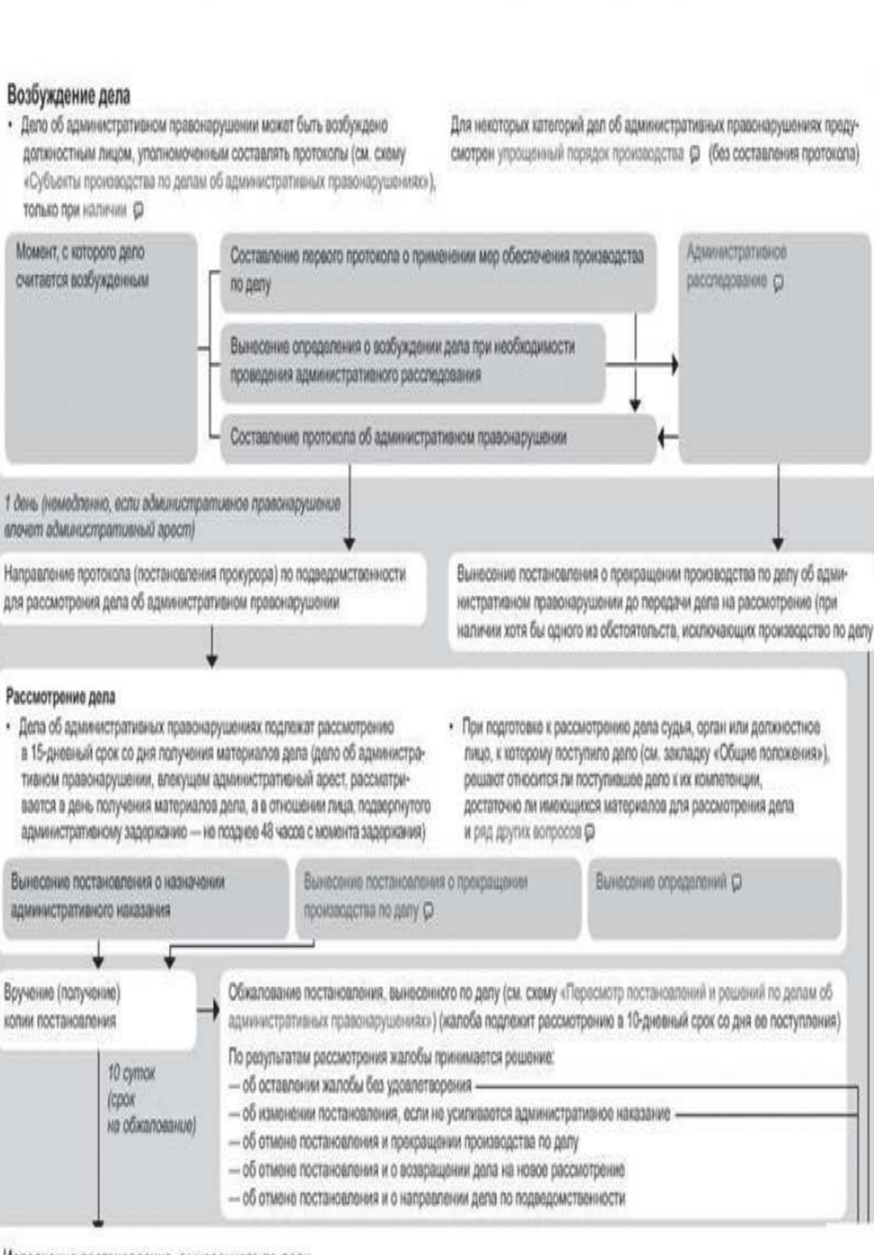 Возбуждение дела
• Дело об административном правонарушении может быть возбуждено
должностным лицом, уполномоченным составлять протоколы (см. схему
«Субъекты производства по делам об административных правонарушениях»),
только при наличии
Для некоторых категорий дел об административных правонарушениях преду-
смотрен упрощенный порядок производства (без составления протокола)
Момент, с которого дело
считается возбужденным
Составление первого протокола о применении мер обеспечения производства
по делу
Вынесение определения о возбуждении дела при необходимости
проведения административного расследования
Составление протокола об административном правонарушении
Административное
расследование
1 день (немедленно, если административное правонарушение
влечет административный арест)
Направление протокола (постановления прокурора) по подведомственности
для рассмотрения дела об административном правонарушении
Вынесение постановления о прекращении производства по делу об адми-
нистративном правонарушении до передачи дела на рассмотрение (при
наличии хотя бы одного из обстоятельств, исключающих производство по делу
Рассмотрение дела
• Дела об административных правонарушениях подлежат рассмотрению
в 15-дневный срок со дня получения материалов дела (дело об администра-
тивном правонарушении, влекущем административный арест, рассматри-
вается в день получения материалов дела, а в отношении лица, подвергнутого
административному задержанию — не позднее 48 часов с момента задержания)
• При подготовке к рассмотрению дела судья, орган или должностное
лицо, к которому поступило дело (см. закладку «Общие положения»),
решают относится ли поступившее дело к их компетенции,
достаточно ли имеющихся материалов для рассмотрения дела
и ряд других вопросов
Вынесение постановления о назначении
административного наказания
Вынесение постановления о прекращении
производства по делу
Вынесение определений
Вручение (получение)
копии постановления
Обжалование постановления, вынесенного по делу (см. схему «Пересмотр постановлений и решений по делам об
административных правонарушениях») (жалоба подлежит рассмотрению в 10-дневный срок со дня ее поступления)
По результатам рассмотрения жалобы принимается решение:
— об оставлении жалобы без удовлетворения
— об изменении постановления, если не усиливается административное наказание
— об отмене постановления и прекращении производства по делу
— об отмене постановления и о возвращении дела на новое рассмотрение
— об отмене постановления и о направлении дела по подведомственности
10 суток
(срок
на обжалование)